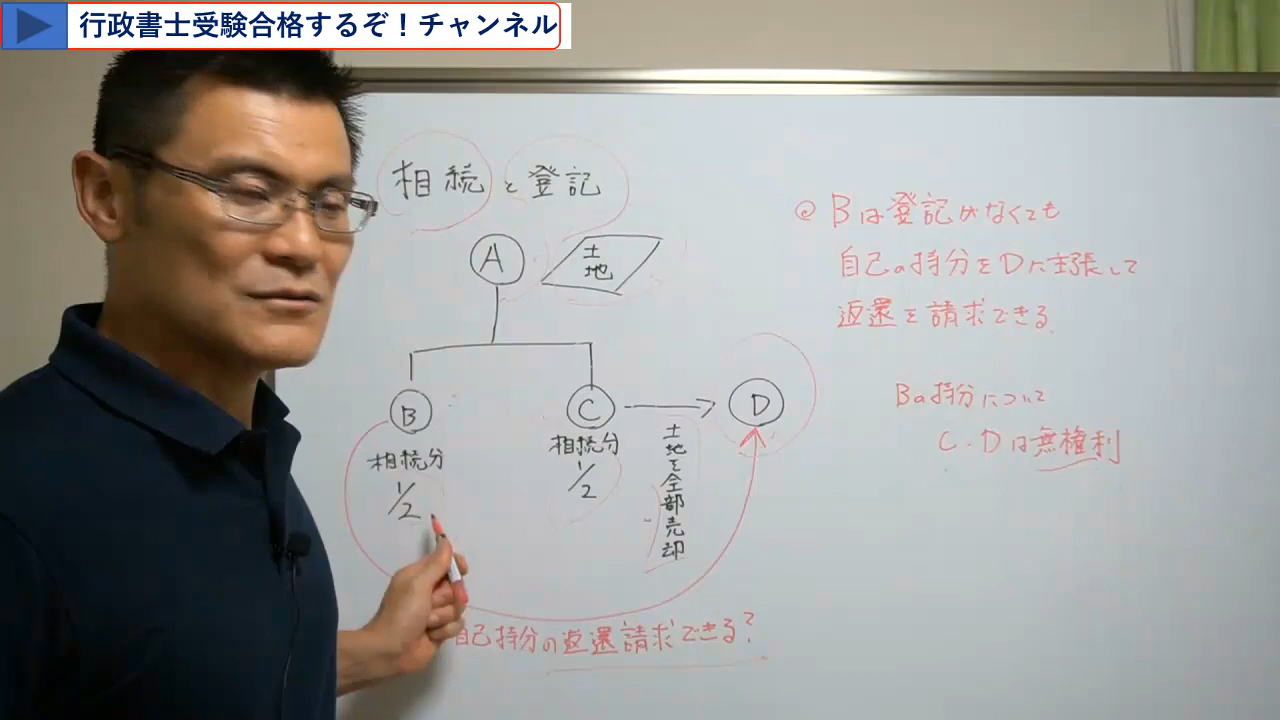 行政書士受験合格するぞ！チャンネル
相続と登記
A
土地
B
相続分
1/2
C
相続分
1/2
土地を全部売却
D
自己持分の返還請求できる?
◎ Bは登記がなくても
自己の持分をDに主張して
返還を請求できる。
Bの持分について
C・Dは無権利